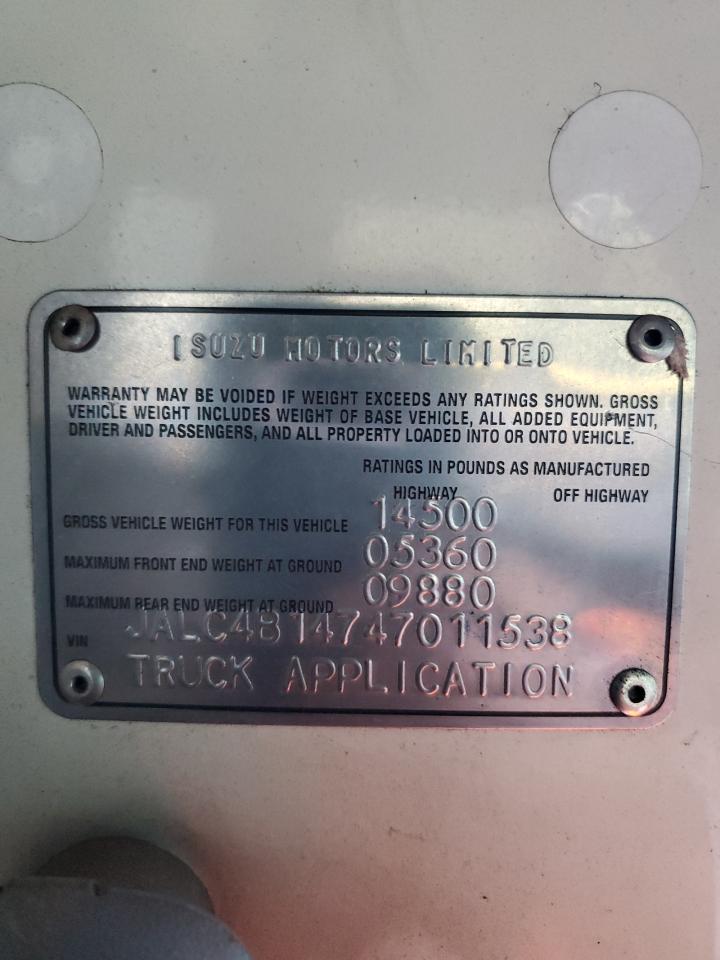 ISUZU MOTORS LIMITED
WARRANTY MAY BE VOIDED IF WEIGHT EXCEEDS ANY RATINGS SHOWN. GROSS
VEHICLE WEIGHT INCLUDES WEIGHT OF BASE VEHICLE, ALL ADDED EQUIPMENT,
DRIVER AND PASSENGERS, AND ALL PROPERTY LOADED INTO OR ONTO VEHICLE.
RATINGS IN POUNDS AS MANUFACTURED
HIGHWAY OFF HIGHWAY
GROSS VEHICLE WEIGHT FOR THIS VEHICLE 14500
MAXIMUM FRONT END WEIGHT AT GROUND 05360
MAXIMUM REAR END WEIGHT AT GROUND 09880
VIN JALC4B14747011538
TRUCK APPLICATION